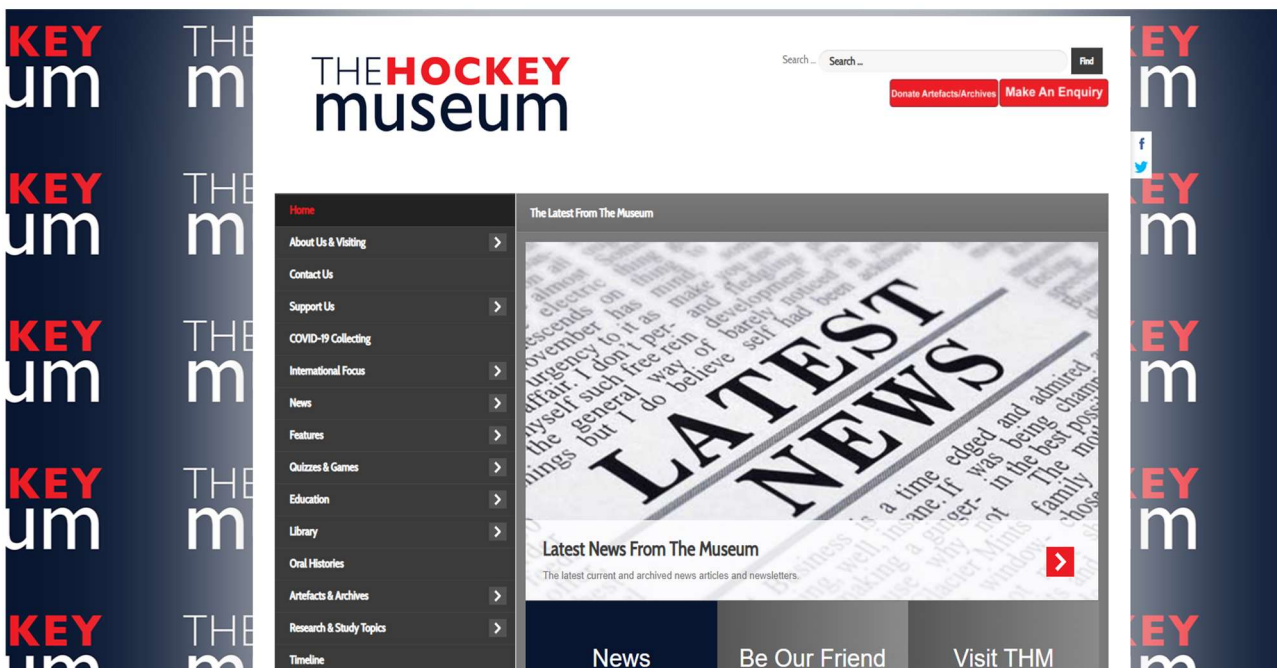 THEHOCKEY
museum
Search ...
Search ...
Find
Donate Artefacts/Archives
Make An Enquiry
Home
About Us & Visiting
Contact Us
Support Us
COVID-19 Collecting
International Focus
News
Features
Quizzes & Games
Education
Library
Oral Histories
Artefacts & Archives
Research & Study Topics
Timeline
The Latest From The Museum
LATEST
NEWS
Latest News From The Museum
The latest current and archived news articles and newsletters.
News
Be Our Friend
Visit THM